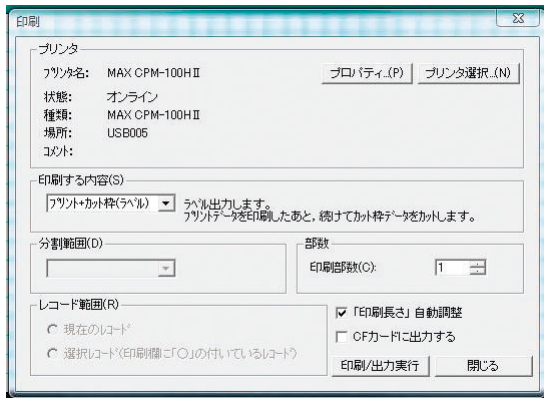 印刷
プリンタ
プリンタ名: MAX CPM-100HⅡ
プロパティ...(P) プリンタ選択...(N)
状態: オンライン
種類: MAX CPM-100HⅡ
場所: USB005
コメント:
印刷する内容(S)
プリント+カット枠(ラベル) ラベル出力します。
プリントデータを印刷したあと、続けてカット枠データをカットします。
分割範囲(D)
部数
印刷部数(C): 1
レコード範囲(R)
現在のレコード
選択レコード(印刷欄に「○」の付いているレコード)
「印刷長さ」自動調整
CFカードに出力する
印刷/出力実行 閉じる